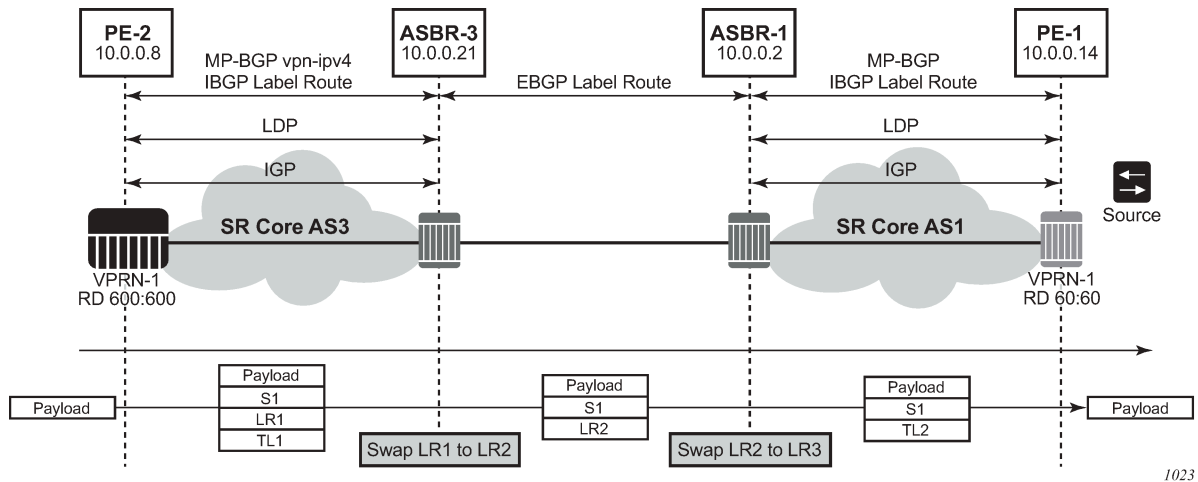 PE-2
10.0.0.8
ASBR-3
10.0.0.21
ASBR-1
10.0.0.2
PE-1
10.0.0.14
MP-BGP vpn-ipv4
IBGP Label Route
EBGP Label Route
MP-BGP
IBGP Label Route
LDP
LDP
IGP
IGP
Source
SR Core AS3
SR Core AS1
VPRN-1
RD 600:600
VPRN-1
RD 60:60
Payload
Payload
S1
LR1
TL1
Payload
S1
LR2
Payload
S1
TL2
Payload
Swap LR1 to LR2
Swap LR2 to LR3
1023